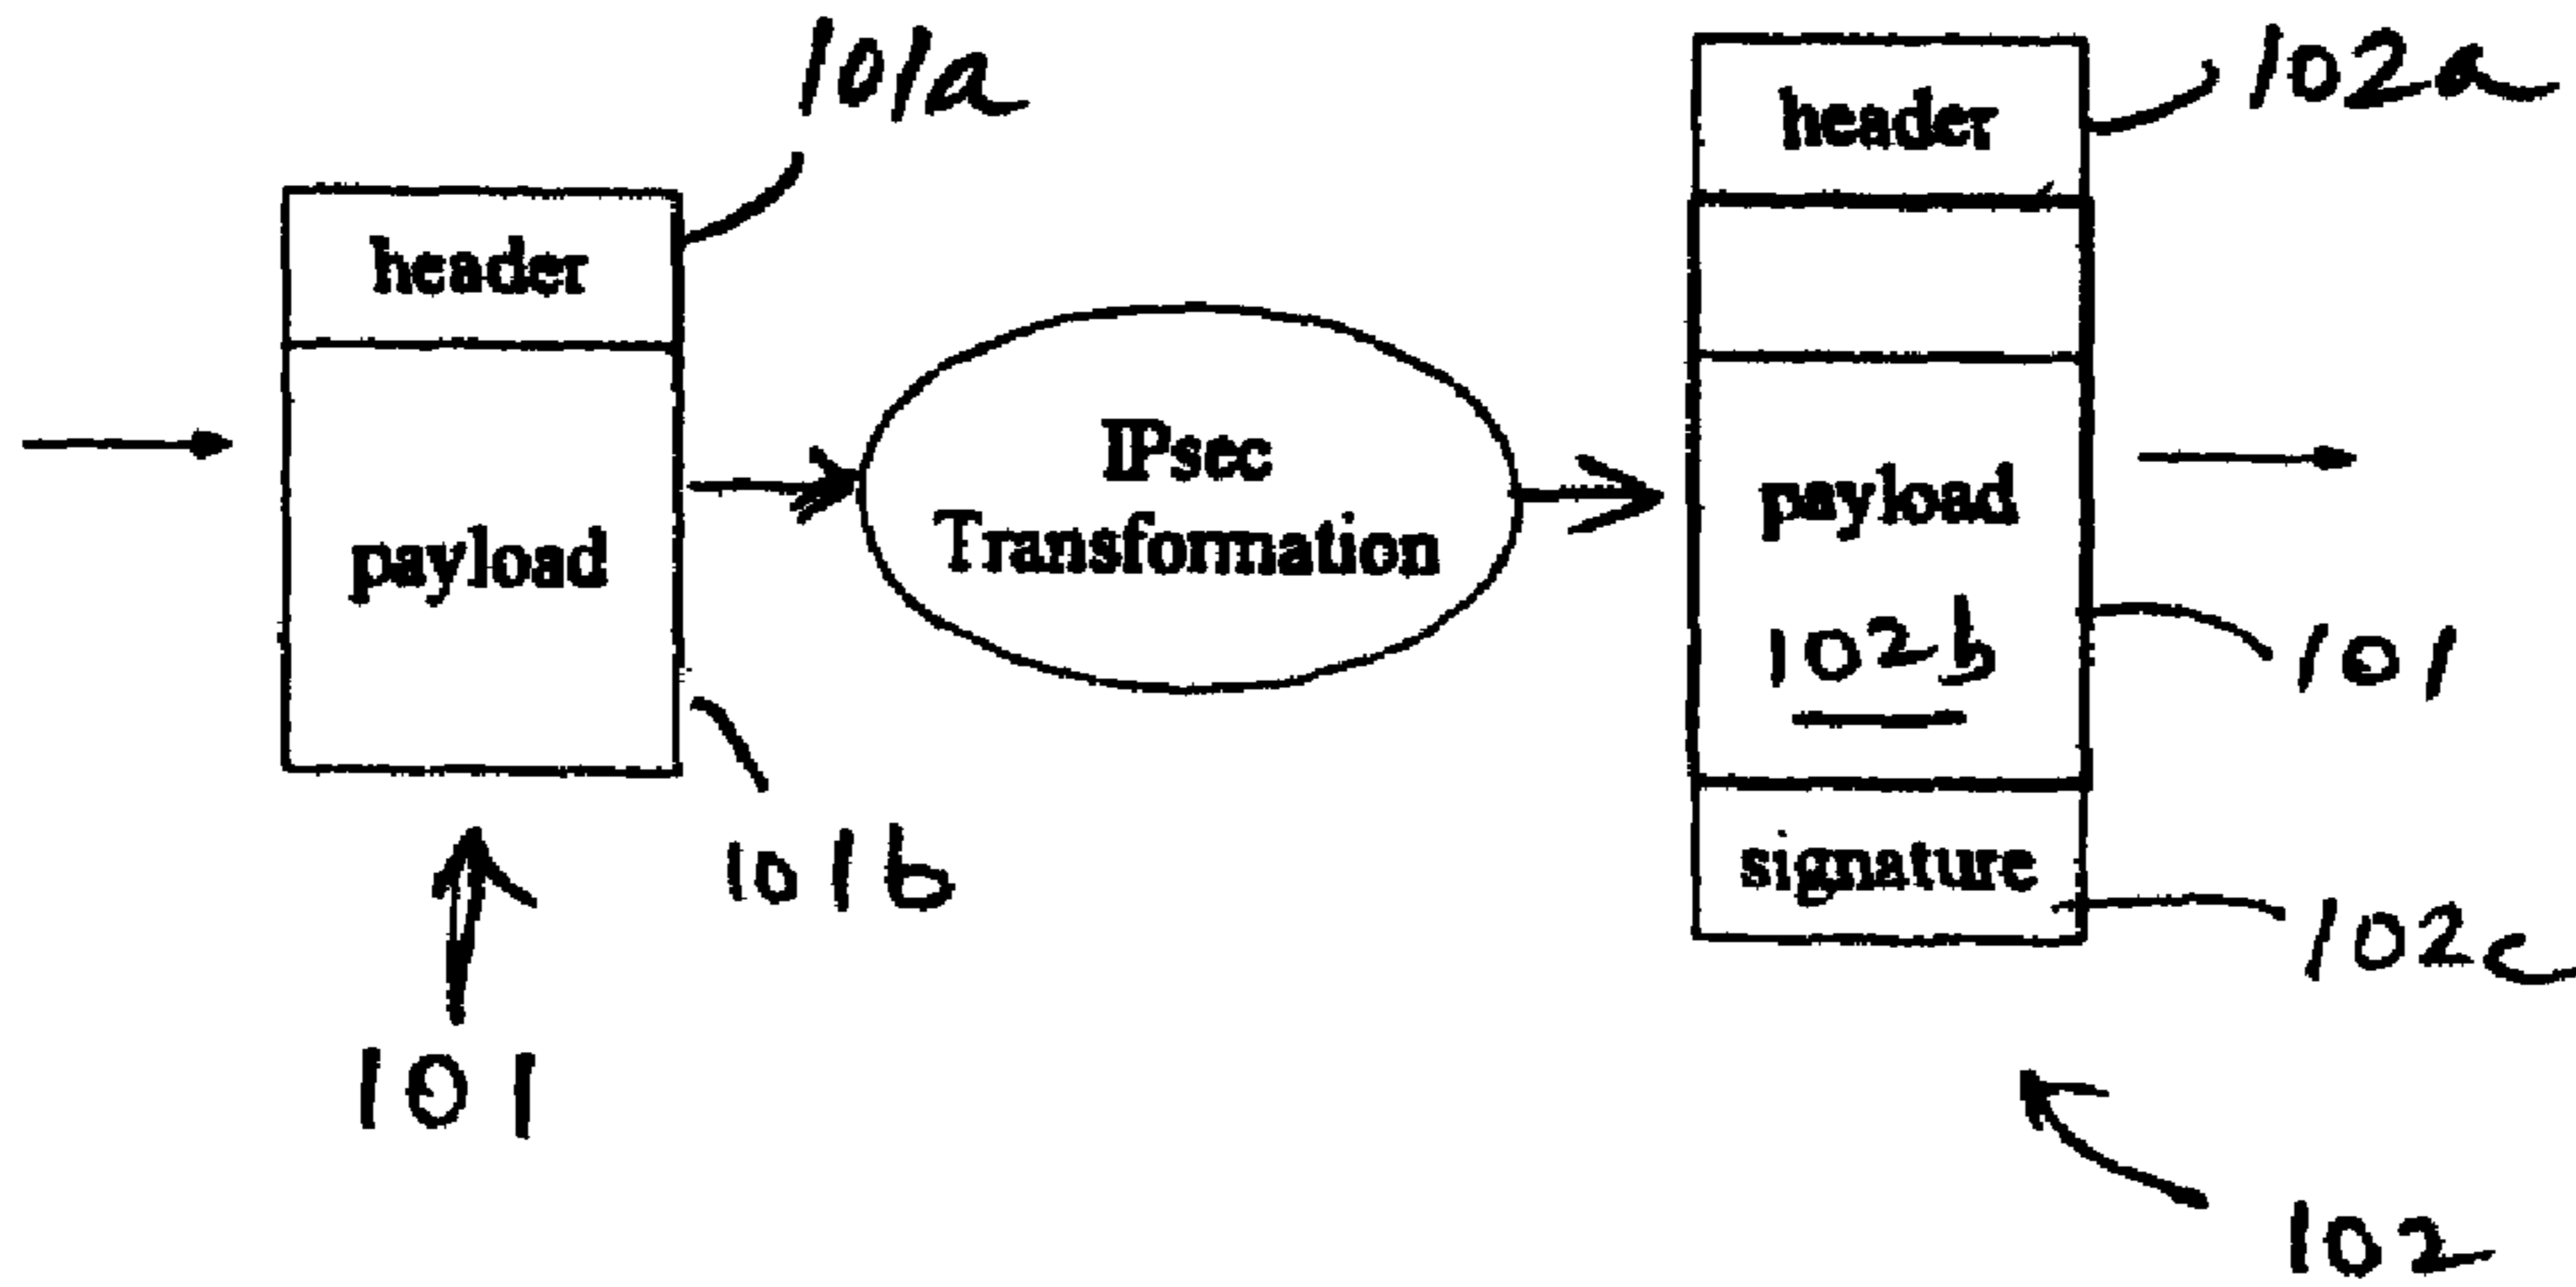 101a
header
payload
101b
101
IPsec
Transformation
header
102a
payload
102b
101
signature
102c
102